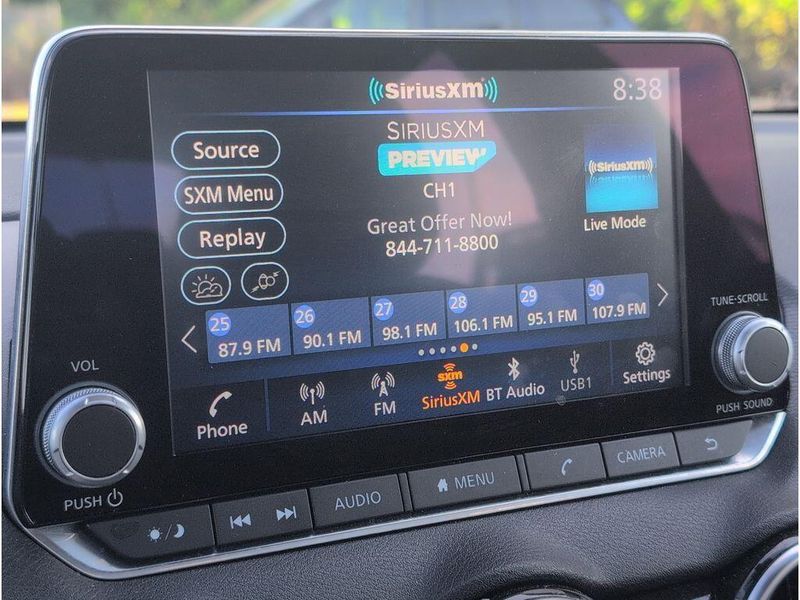 SiriusXM
8:38
SIRIUSXM
PREVIEW
CH1
Great Offer Now!
844-711-8800
Source
SXM Menu
Replay
SiriusXM
Live Mode
25 87.9 FM
26 90.1 FM
27 98.1 FM
28 106.1 FM
29 95.1 FM
30 107.9 FM
Phone
AM
FM
sxm
SiriusXM
BT Audio
USB1
Settings
VOL
PUSH
TUNE·SCROLL
PUSH SOUND
AUDIO
MENU
CAMERA